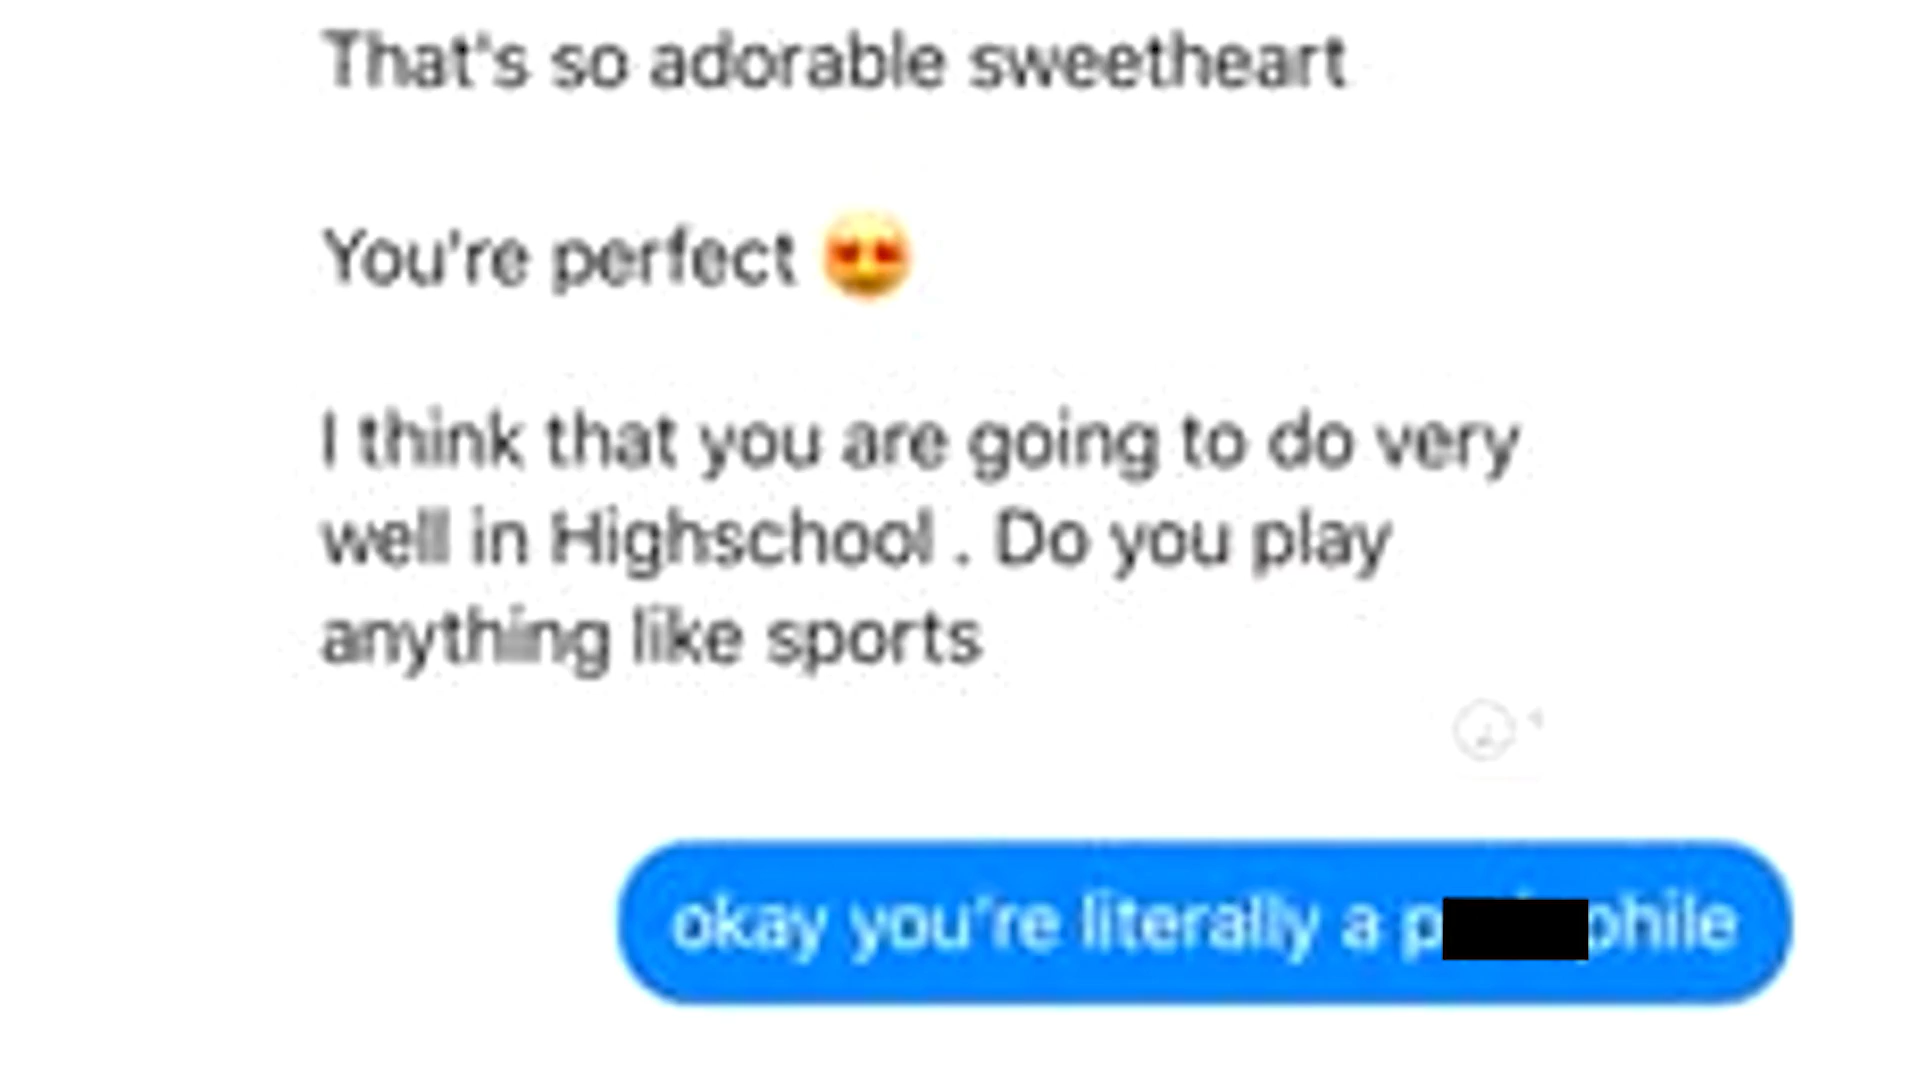 That's so adorable sweetheart
You're perfect 😍
I think that you are going to do very
well in Highschool . Do you play
anything like sports
okay you're literally a p phile